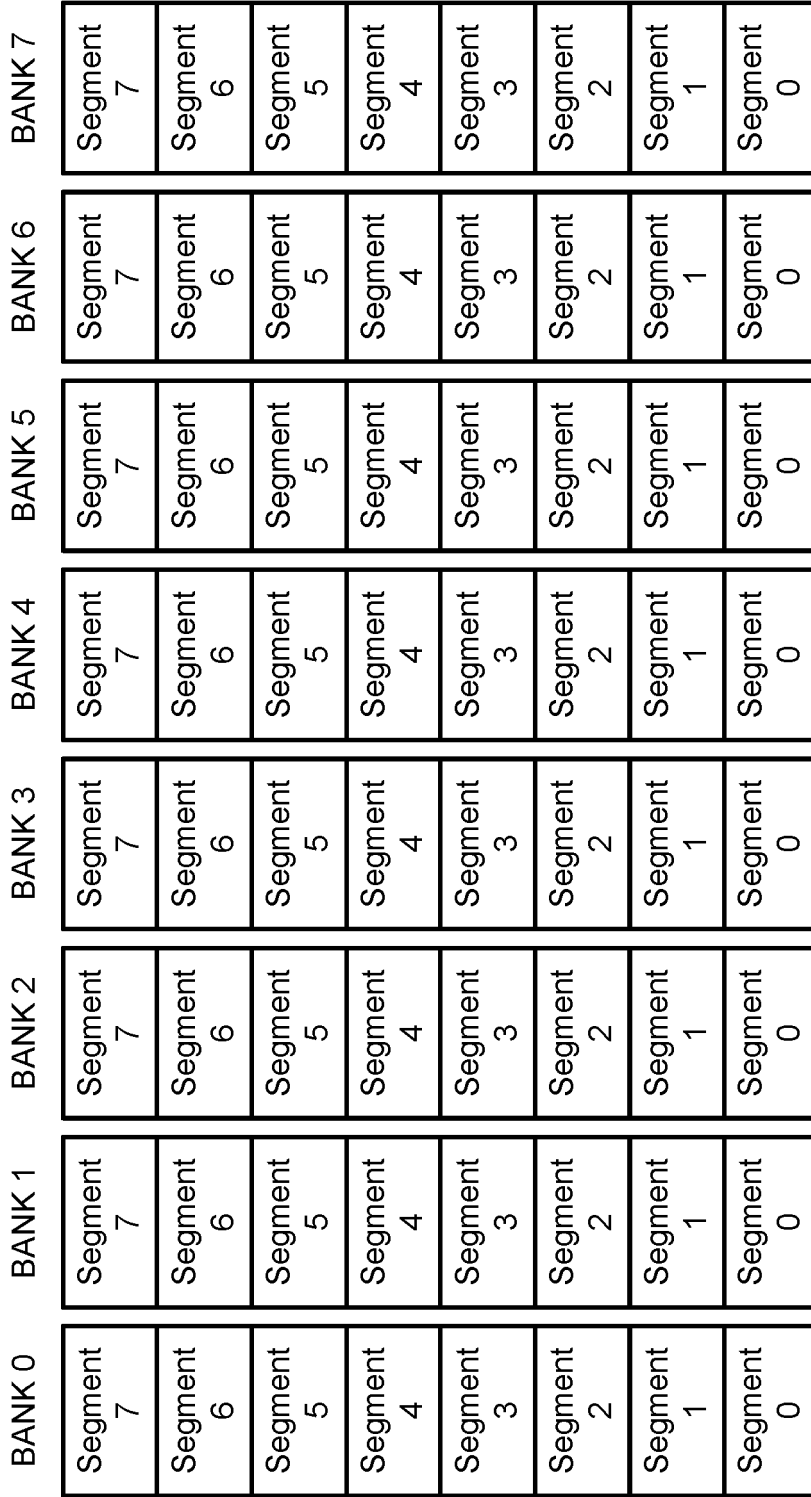 BANK 0 BANK 1 BANK 2 BANK 3 BANK 4 BANK 5 BANK 6 BANK 7
Segment Segment Segment Segment Segment Segment Segment Segment
7 7 7 7 7 7 7 7
Segment Segment Segment Segment Segment Segment Segment Segment
6 6 6 6 6 6 6 6
Segment Segment Segment Segment Segment Segment Segment Segment
5 5 5 5 5 5 5 5
Segment Segment Segment Segment Segment Segment Segment Segment
4 4 4 4 4 4 4 4
Segment Segment Segment Segment Segment Segment Segment Segment
3 3 3 3 3 3 3 3
Segment Segment Segment Segment Segment Segment Segment Segment
2 2 2 2 2 2 2 2
Segment Segment Segment Segment Segment Segment Segment Segment
1 1 1 1 1 1 1 1
Segment Segment Segment Segment Segment Segment Segment Segment
0 0 0 0 0 0 0 0